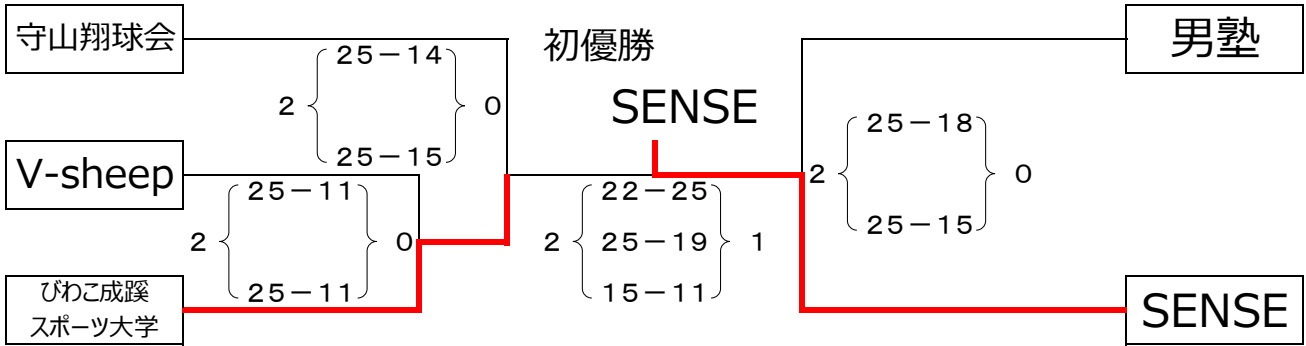 守山翔球会
V-sheep
びわこ成蹊
スポーツ大学
2
25－14
25－15
0
2
25－11
25－11
0
初優勝
SENSE
2
22－25
25－19
15－11
1
2
25－18
25－15
0
男塾
SENSE